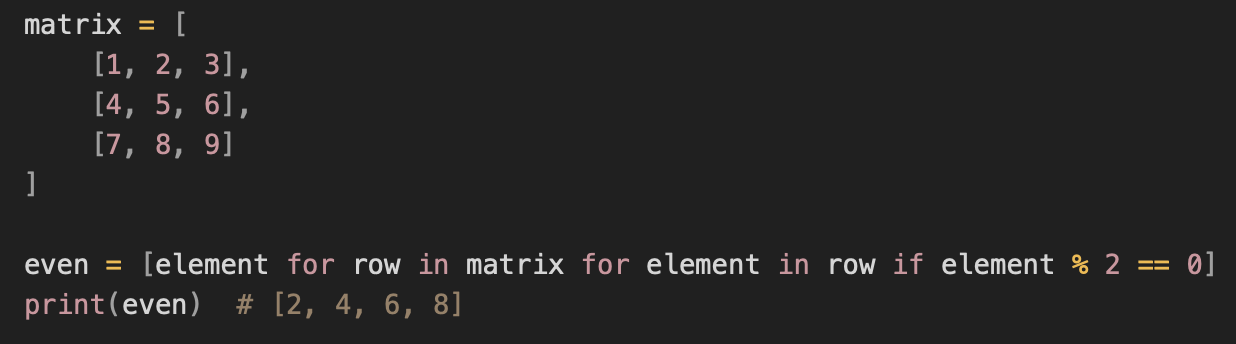 matrix = [
    [1, 2, 3],
    [4, 5, 6],
    [7, 8, 9]
]

even = [element for row in matrix for element in row if element % 2 == 0]
print(even)  # [2, 4, 6, 8]